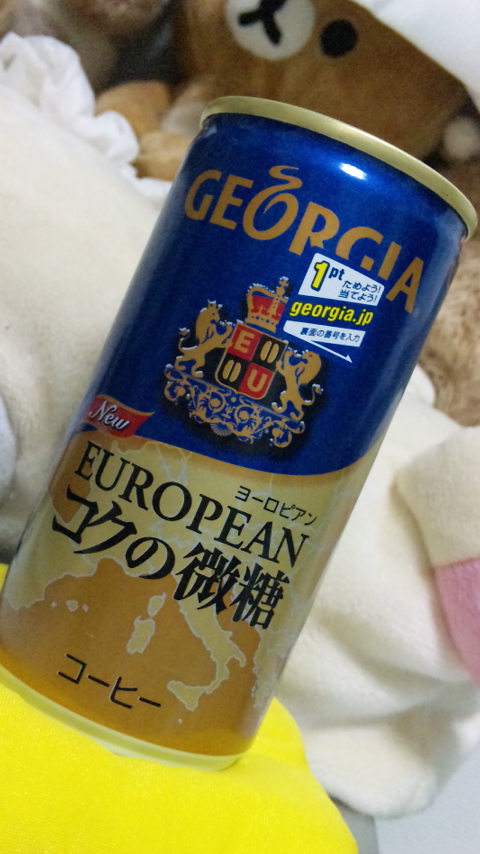 GEORGIA
1pt
ためよう!
当てよう!
georgia.jp
裏面の番号を入力
E
U
New
EUROPEAN
ヨーロピアン
コクの微糖
コーヒー